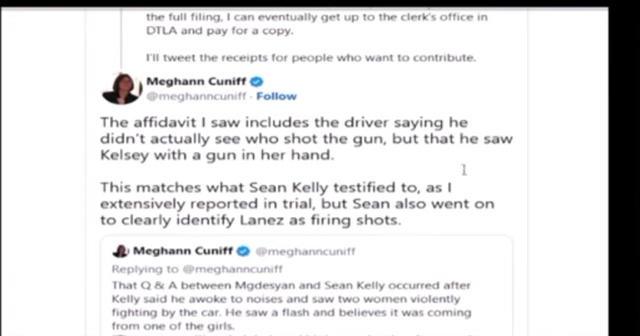 the full filing, I can eventually get up to the clerk's office in
DTLA and pay for a copy.
I'll tweet the receipts for people who want to contribute.
Meghann Cuniff
@meghanncuniff · Follow
The affidavit I saw includes the driver saying he
didn't actually see who shot the gun, but that he saw
Kelsey with a gun in her hand.
This matches what Sean Kelly testified to, as I
extensively reported in trial, but Sean also went on
to clearly identify Lanez as firing shots.
Meghann Cuniff @meghanncuniff
Replying to @meghanncuniff
That Q & A between Mgdesyan and Sean Kelly occurred after
Kelly said he awoke to noises and saw two women violently
fighting by the car. He saw a flash and believes it was coming
from one of the girls.